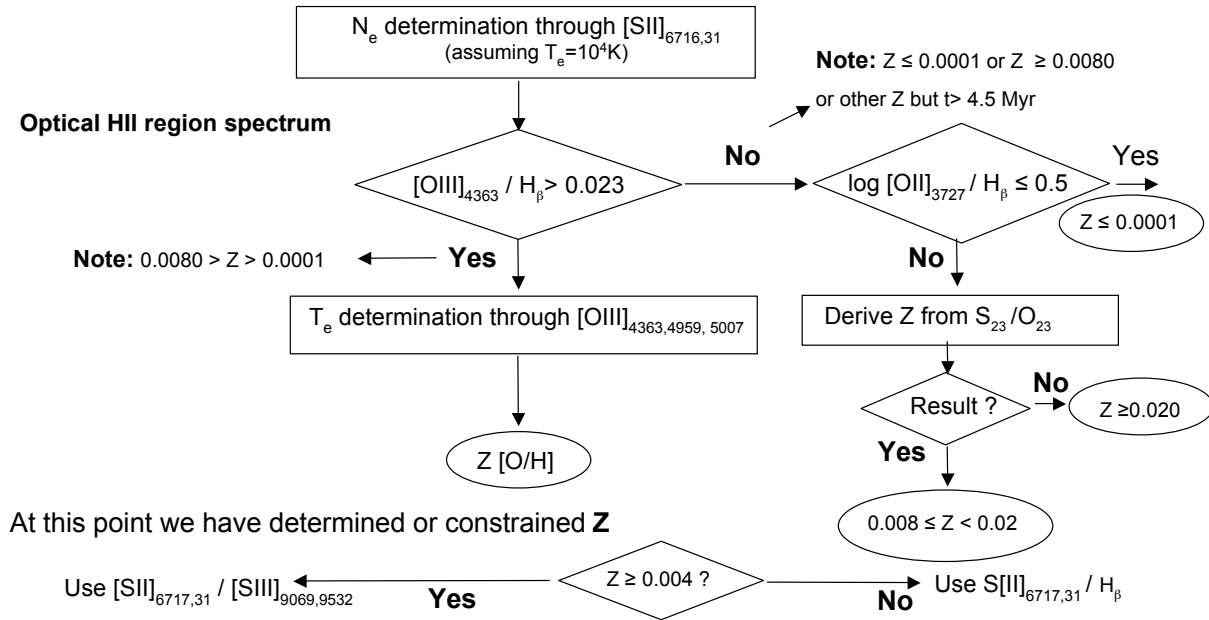 Nₑ determination through [SII]₆₇₁₆,₃₁
(assuming Tₑ=10⁴K)
Note: Z ≤ 0.0001 or Z ≥ 0.0080
or other Z but t> 4.5 Myr
Optical HII region spectrum
[OIII]₄₃₆₃ / Hᵦ> 0.023
No
log [OII]₃₇₂₇ / Hᵦ ≤ 0.5
Yes
Z ≤ 0.0001
Note: 0.0080 > Z > 0.0001
Yes
No
Tₑ determination through [OIII]₄₃₆₃,₄₉₅₉, ₅₀₀₇
Derive Z from S₂₃ /O₂₃
Result ?
No
Z ≥0.020
Yes
Z [O/H]
0.008 ≤ Z < 0.02
At this point we have determined or constrained Z
Z ≥ 0.004 ?
Use [SII]₆₇₁₇,₃₁ / [SIII]₉₀₆₉,₉₅₃₂
Yes
No
Use S[II]₆₇₁₇,₃₁ / Hᵦ